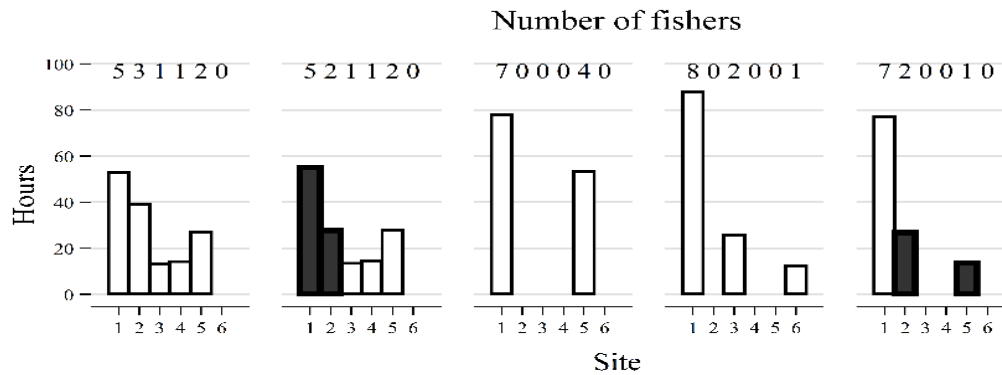 Number of fishers
100
5 3 1 1 2 0
5 2 1 1 2 0
7 0 0 0 4 0
8 0 2 0 0 1
7 2 0 0 1 0
80
60
40
20
0
Hours
1 2 3 4 5 6
1 2 3 4 5 6
1 2 3 4 5 6
1 2 3 4 5 6
1 2 3 4 5 6
Site